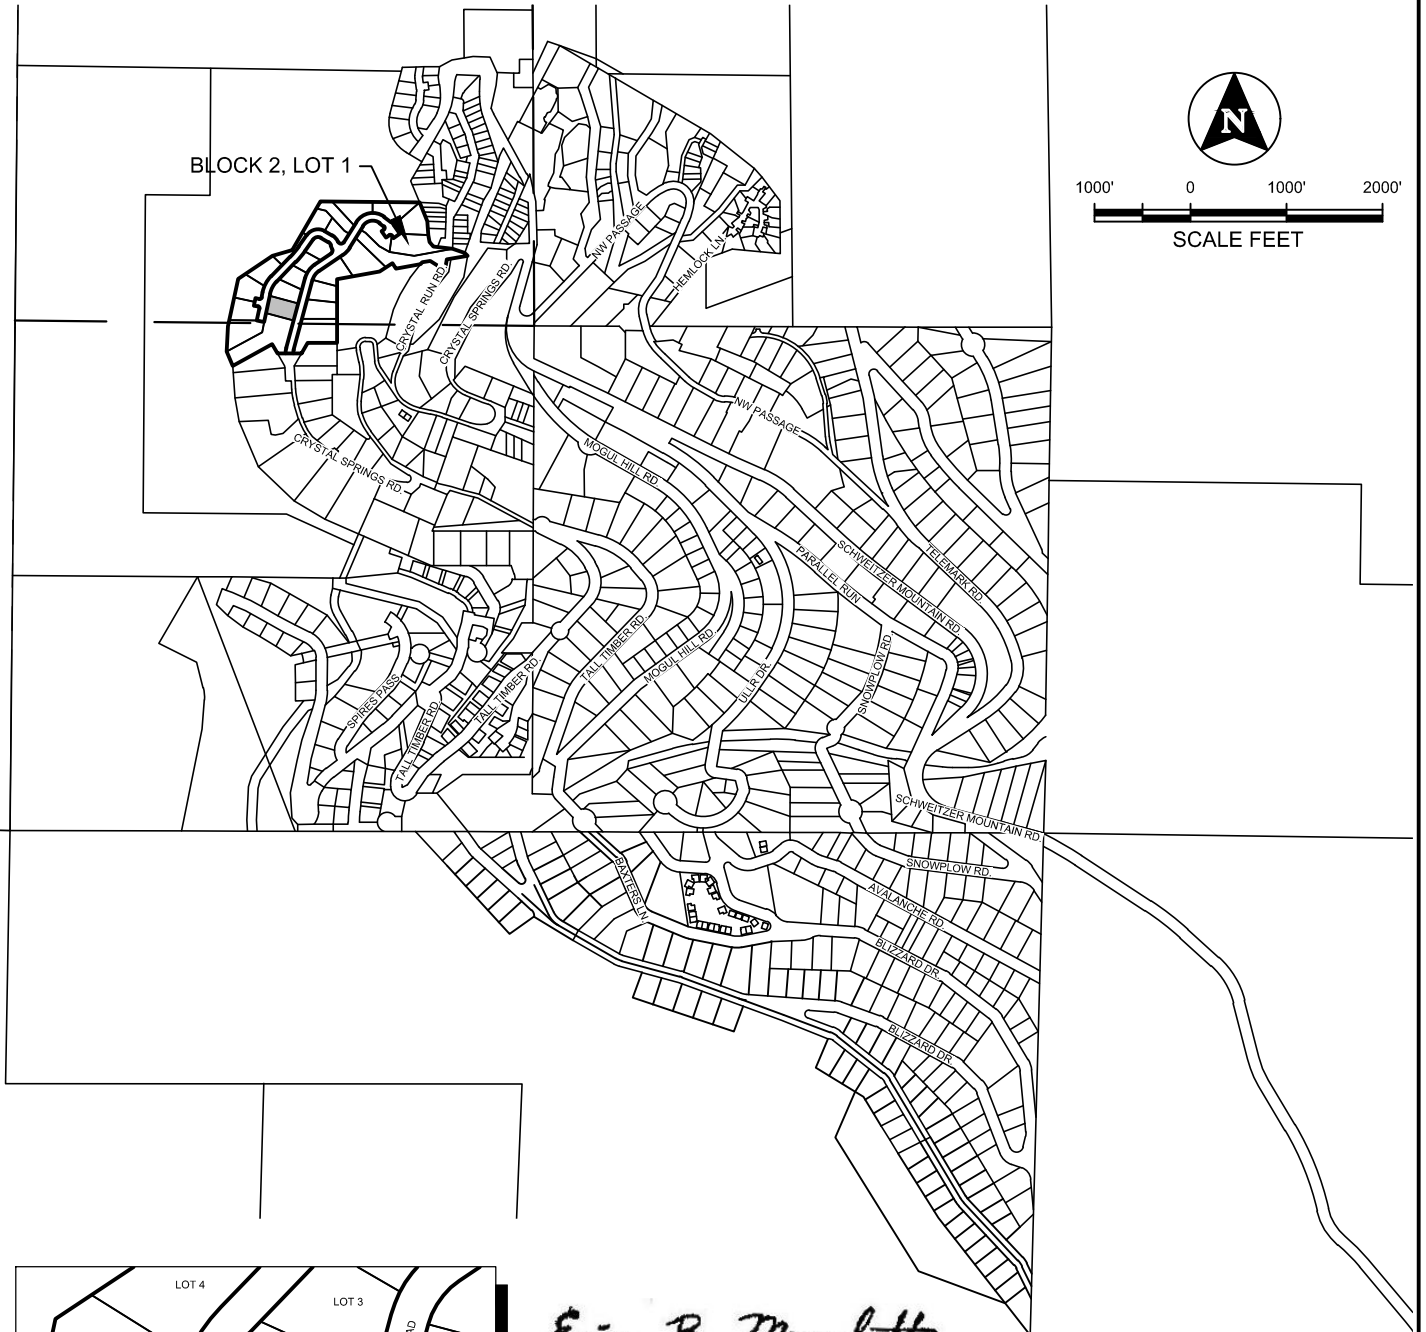 N
1000' 0 1000' 2000'
SCALE FEET
BLOCK 2, LOT 1
NW PASSAGE
HEMLOCK LN.
CRYSTAL RUN RD.
CRYSTAL SPRINGS RD.
NW PASSAGE
MOGUL HILL RD.
CRYSTAL SPRINGS RD.
SCHWEITZER MOUNTAIN RD.
TELEMARK RD.
PARALLEL RUN
TALL TIMBER RD.
MOGUL HILL RD.
SNOWPLOW RD.
ULLR DR.
TALL TIMBER RD.
SPIRES PASS
TALL TIMBER RD.
SCHWEITZER MOUNTAIN RD.
SNOWPLOW RD.
BAXTERS LN.
AVALANCHE RD.
BLIZZARD DR.
BLIZZARD DR.
LOT 4
LOT 3